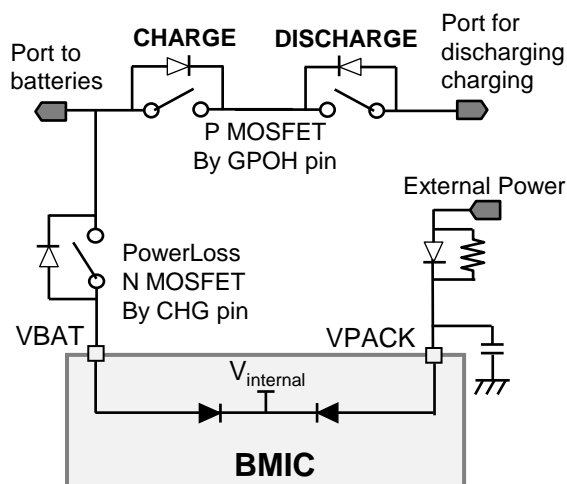 CHARGE
DISCHARGE
Port to
batteries
Port for
discharging
charging
P MOSFET
By GPOH pin
External Power
PowerLoss
N MOSFET
By CHG pin
VBAT
VPACK
Vinternal
BMIC